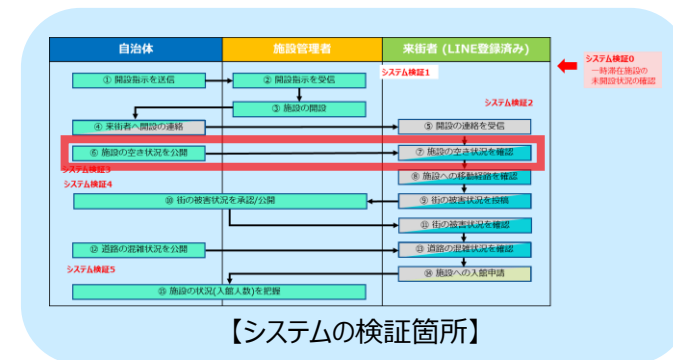 自治体
施設管理者
来街者 (LINE登録済み)
システム検証0
一時滞在施設の
未開設状況の確認
① 開設指示を送信
② 開設指示を受信
システム検証1
③ 施設の開設
システム検証2
④ 来街者へ開設の連絡
⑤ 開設の連絡を受信
⑥ 施設の空き状況を公開
⑦ 施設の空き状況を確認
システム検証3
⑧ 施設への移動経路を確認
システム検証4
⑩ 街の被害状況を承認/公開
⑨ 街の被害状況を投稿
⑪ 街の被害状況を確認
⑫ 道路の混雑状況を公開
⑬ 道路の混雑状況を確認
システム検証5
⑭ 施設への入館申請
⑮ 施設の状況(入館人数)を把握
【システムの検証箇所】